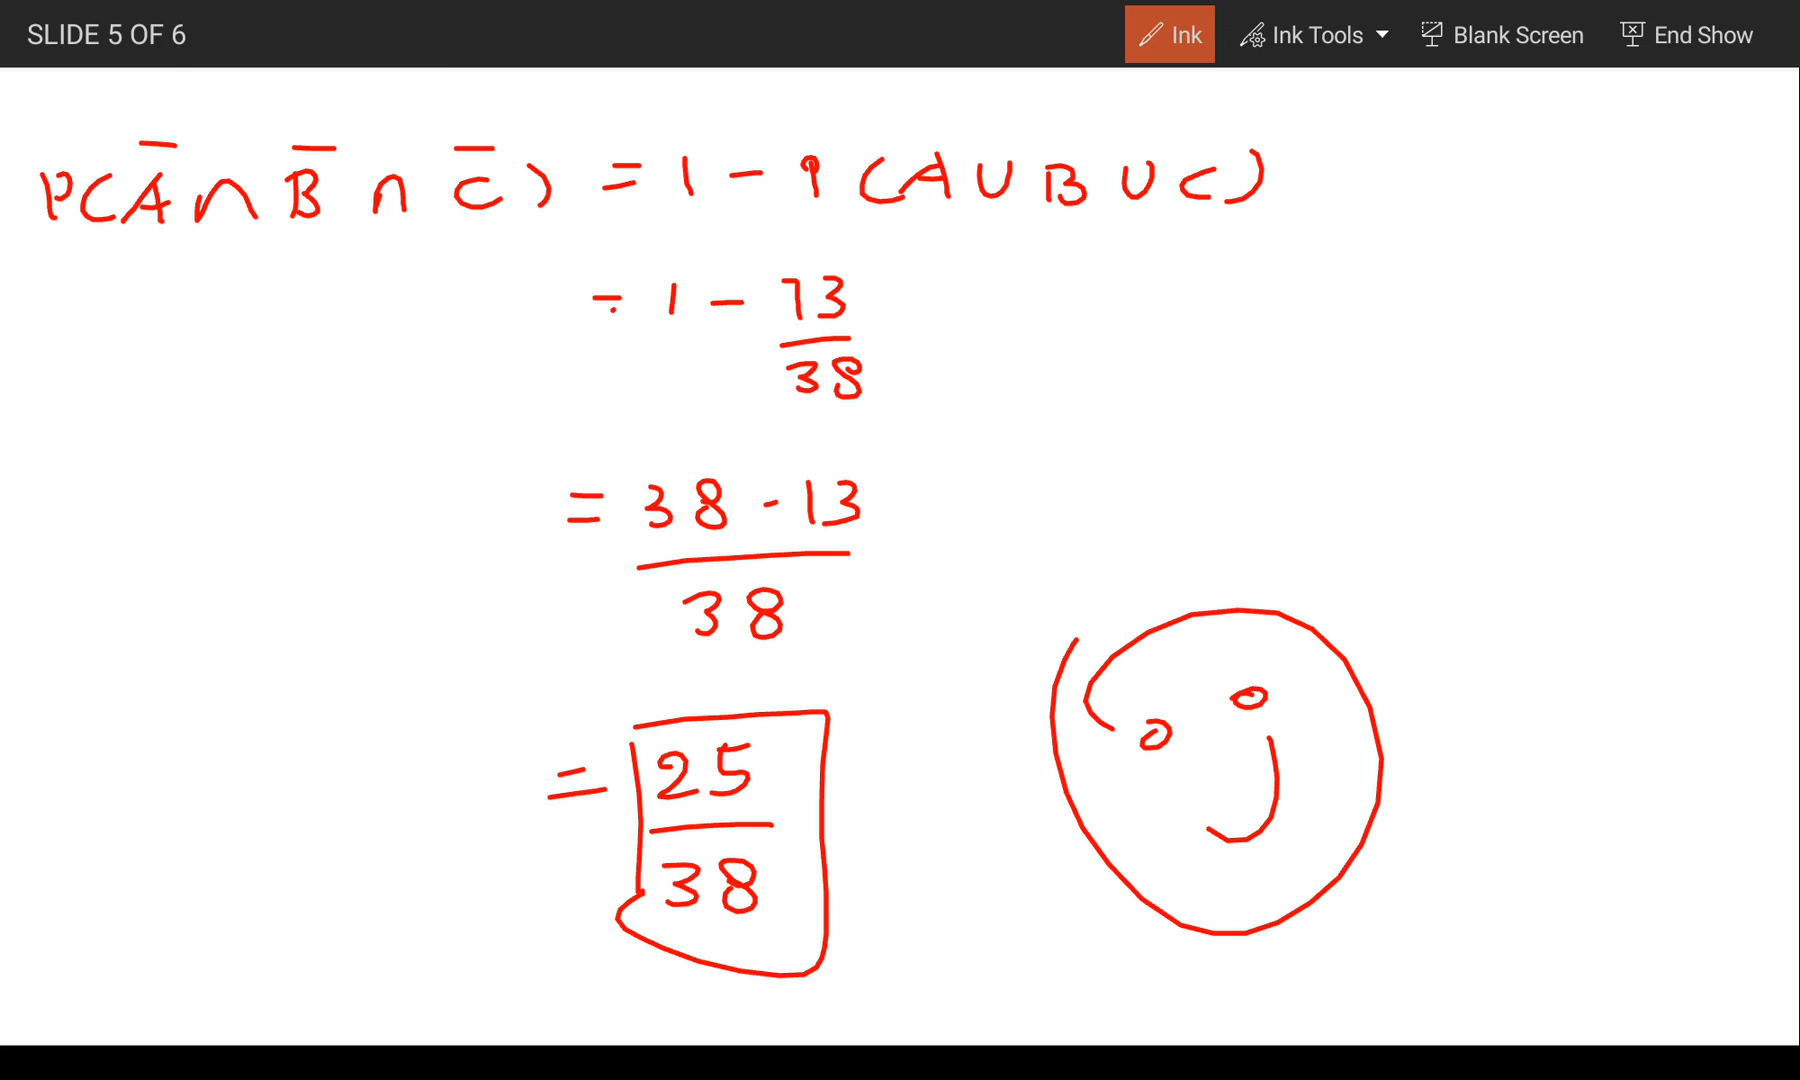 SLIDE 5 OF 6 Ink Ink Tools Blank Screen End Show
P(A̅ ∩ B̅ ∩ C̅) = 1 - P(A ∪ B ∪ C)
= 1 - 13/38
= 38 - 13/38
= 25/38